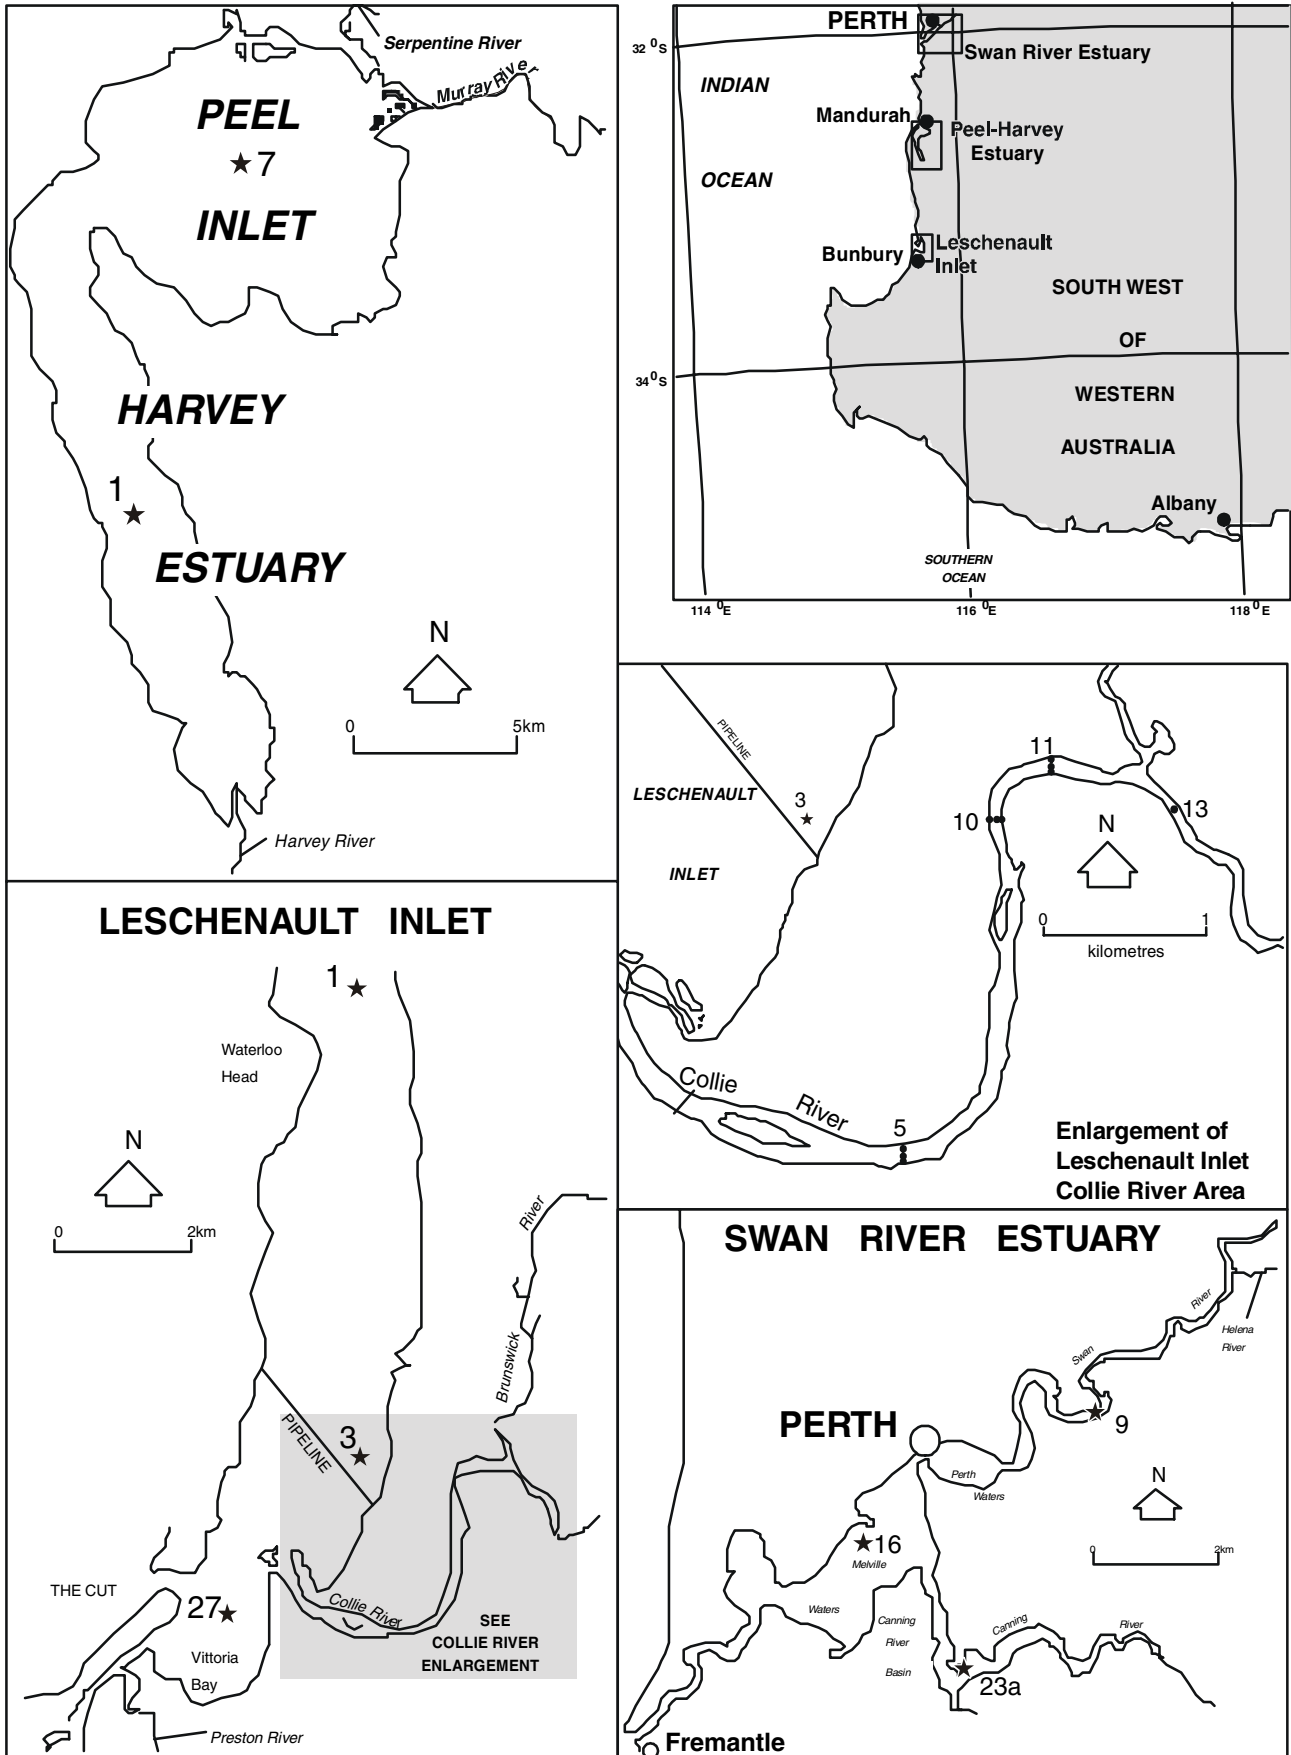 Serpentine River
Murray River
PEEL
7
INLET
HARVEY
1
ESTUARY
N
0 5km
Harvey River
PERTH
32 0S
Swan River Estuary
INDIAN
Mandurah
Peel-Harvey
Estuary
OCEAN
Bunbury
Leschenault
Inlet
SOUTH WEST
OF
34 0S
WESTERN
AUSTRALIA
Albany
SOUTHERN
OCEAN
114 0E 116 0E 118 0E
PIPELINE
LESCHENAULT
3
INLET
11
10
13
N
0 1
kilometres
Collie
River
5
Enlargement of
Leschenault Inlet
Collie River Area
LESCHENAULT INLET
1
Waterloo
Head
N
0 2km
River
Brunswick
PIPELINE
3
THE CUT
27
Vittoria
Bay
Collie River
SEE
COLLIE RIVER
ENLARGEMENT
Preston River
SWAN RIVER ESTUARY
River
Helena
River
Swan
9
PERTH
Perth
Waters
N
0 2km
16
Melville
Waters
Canning
River
Basin
Canning
River
23a
Fremantle